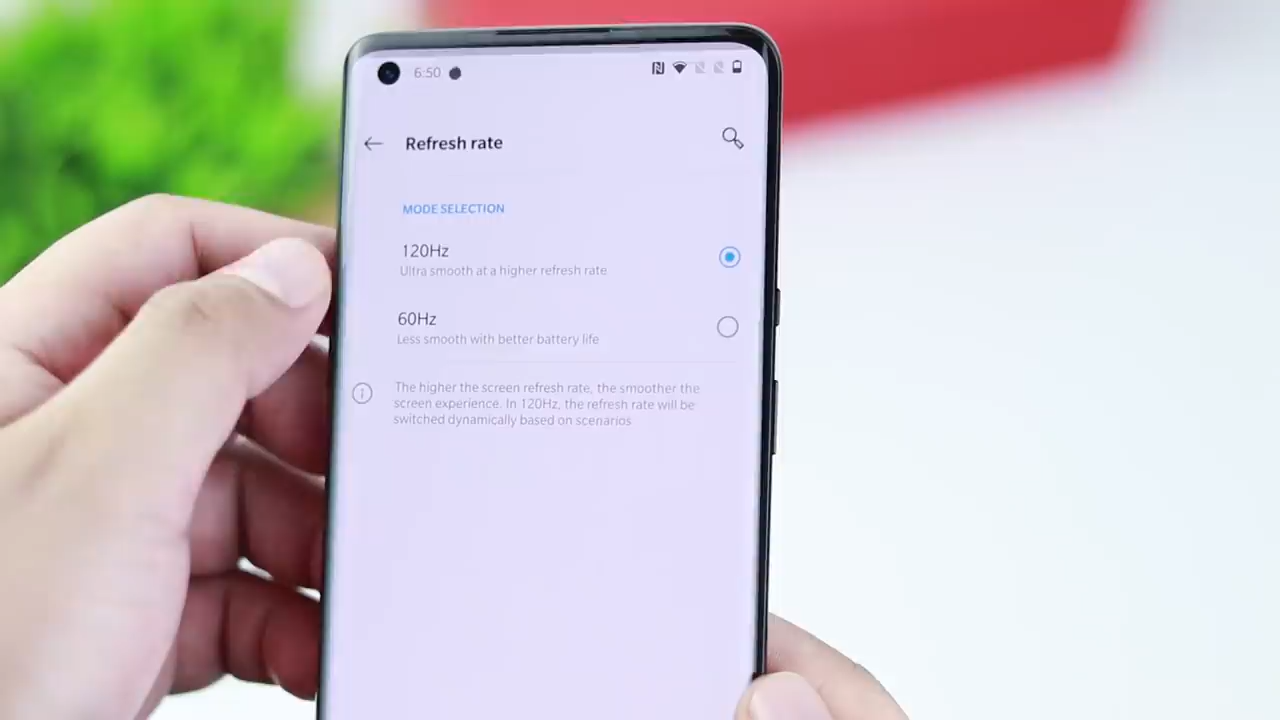 6:50
Refresh rate
MODE SELECTION
120Hz
Ultra smooth at a higher refresh rate
60Hz
Less smooth with better battery life
The higher the screen refresh rate, the smoother the
screen experience. In 120Hz, the refresh rate will be
switched dynamically based on scenarios